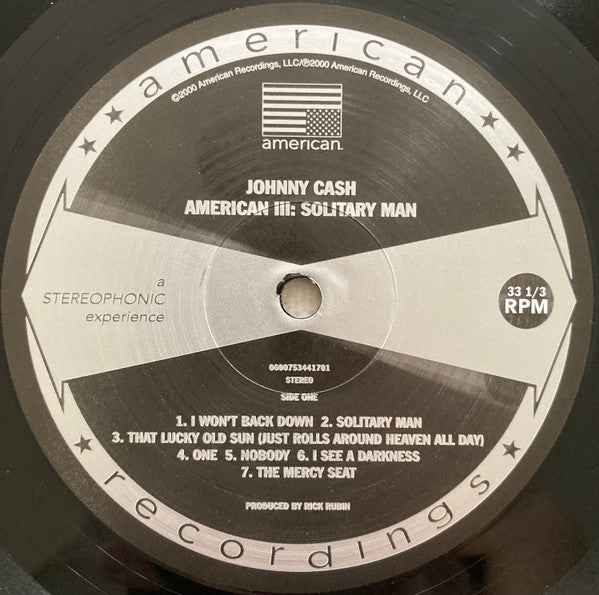 american
©2000 American Recordings, LLC/℗2000 American Recordings, LLC
american.
JOHNNY CASH
AMERICAN III: SOLITARY MAN
a
STEREOPHONIC
experience
33 1/3
RPM
0600753441701
STEREO
SIDE ONE
1. I WON'T BACK DOWN 2. SOLITARY MAN
3. THAT LUCKY OLD SUN (JUST ROLLS AROUND HEAVEN ALL DAY)
4. ONE 5. NOBODY 6. I SEE A DARKNESS
7. THE MERCY SEAT
PRODUCED BY RICK RUBIN
recordings